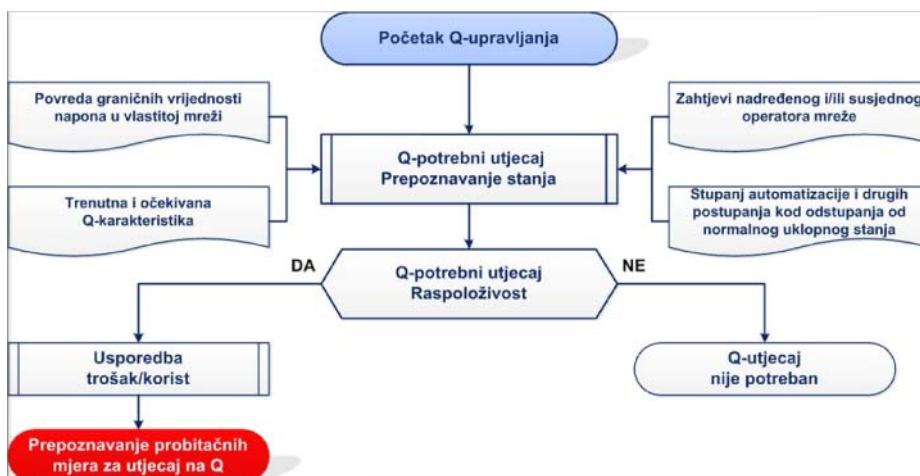 Početak Q-upravljanja
Povreda graničnih vrijednosti
napona u vlastitoj mreži
Zahtjevi nadređenog i/ili susjednog
operatora mreže
Q-potrebni utjecaj
Prepoznavanje stanja
Trenutna i očekivana
Q-karakteristika
Stupanj automatizacije i drugih
postupanja kod odstupanja od
normalnog uklopnog stanja
DA
Q-potrebni utjecaj
Raspoloživost
NE
Usporedba
trošak/korist
Q-utjecaj
nije potreban
Prepoznavanje probitačnih
mjera za utjecaj na Q